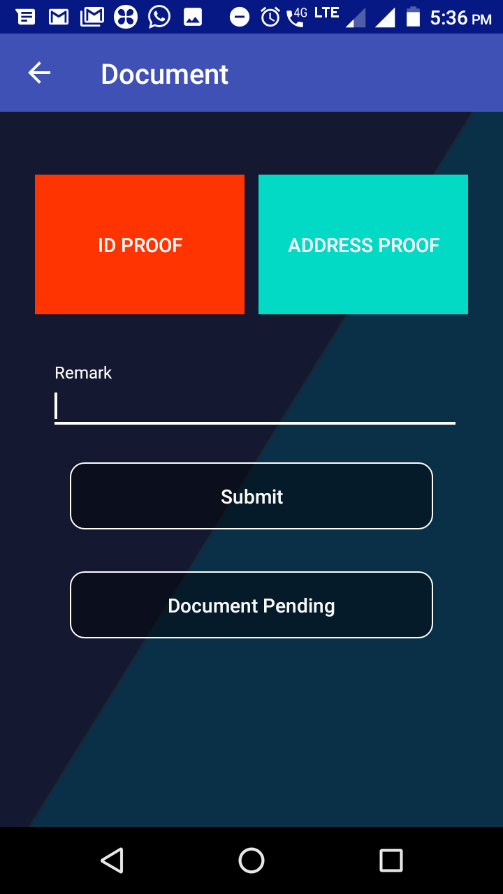 4G LTE 5:36 PM
Document
ID PROOF
ADDRESS PROOF
Remark
Submit
Document Pending